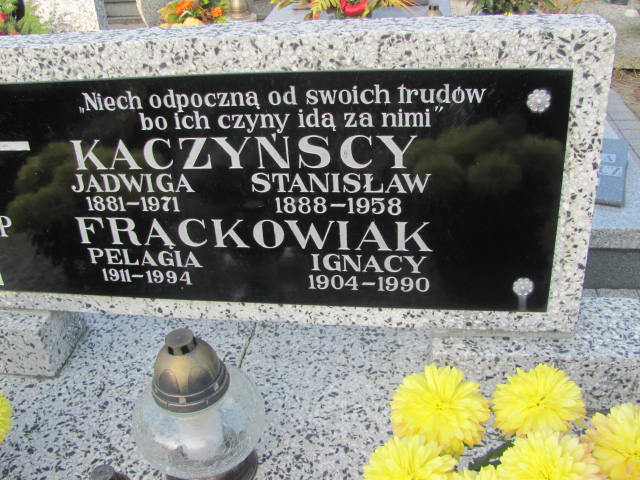 „Niech odpoczną od swoich trudów
bo ich czyny idą za nimi"
KACZYŃSCY
JADWIGA STANISŁAW
1881-1971 1888-1958
FRĄCKOWIAK
PELAGIA IGNACY
1911-1994 1904-1990